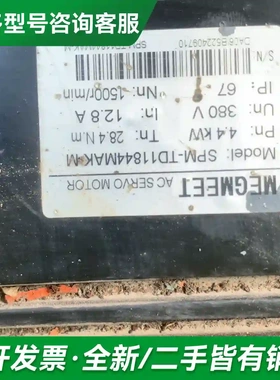 型号咨询客服
MEGMEET
AC SERVO MOTOR
Model: SPM-TD11844MAK-M
Pn: 4.4 kW Tn: 28.4 N.m
Un: 380 V In: 12.8 A
IP: 67 Nn: 1500r/min
S/N:
开发票·全新/二手皆有